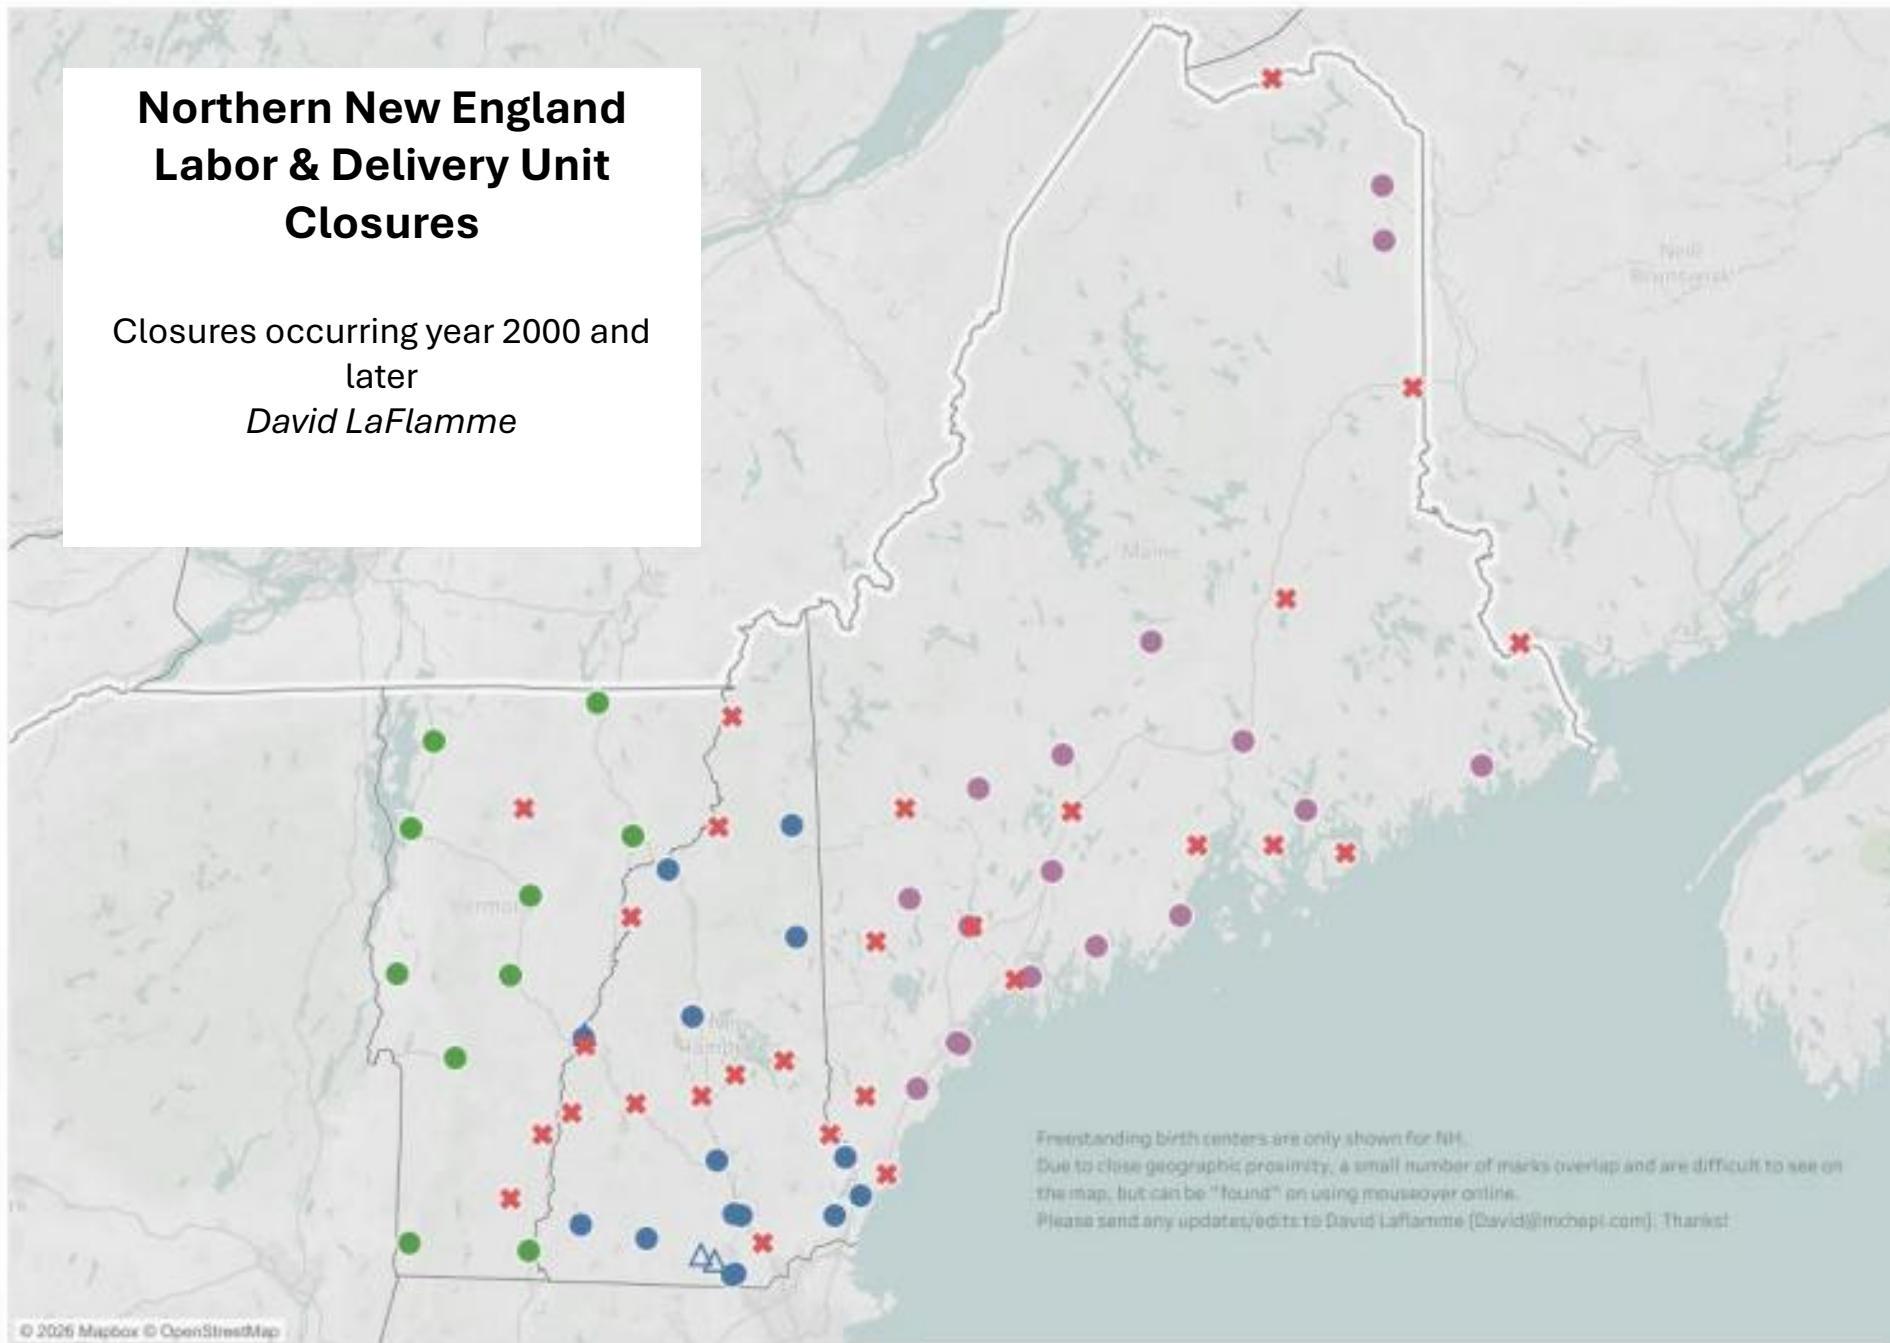 Northern New England
Labor & Delivery Unit
Closures
Closures occurring year 2000 and
later
David LaFlamme
Maine
Freestanding birth centers are only shown for NH.
Due to close geographic proximity, a small number of marks overlap and are difficult to see on
the map, but can be "found" on using mouseover online.
Please send any updates/edits to David Laflamme (David@mchepi.com). Thanks!
© 2026 Mapbox © OpenStreetMap